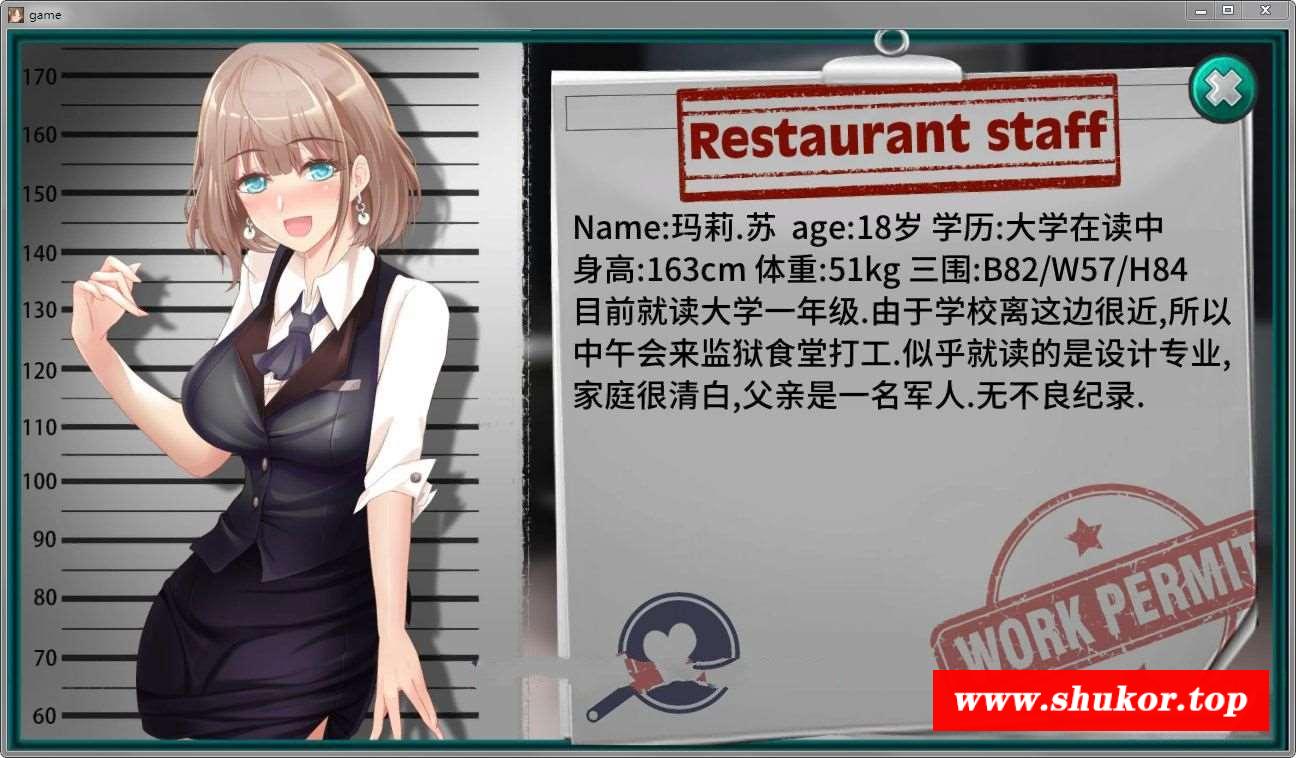 game
170
160
150
140
130
120
110
100
90
80
70
60
Restaurant staff
Name:玛莉.苏 age:18岁 学历:大学在读中
身高:163cm 体重:51kg 三围:B82/W57/H84
目前就读大学一年级.由于学校离这边很近,所以
中午会来监狱食堂打工.似乎就读的是设计专业,
家庭很清白,父亲是一名军人.无不良纪录.
WORK PERMIT
www.shukor.top